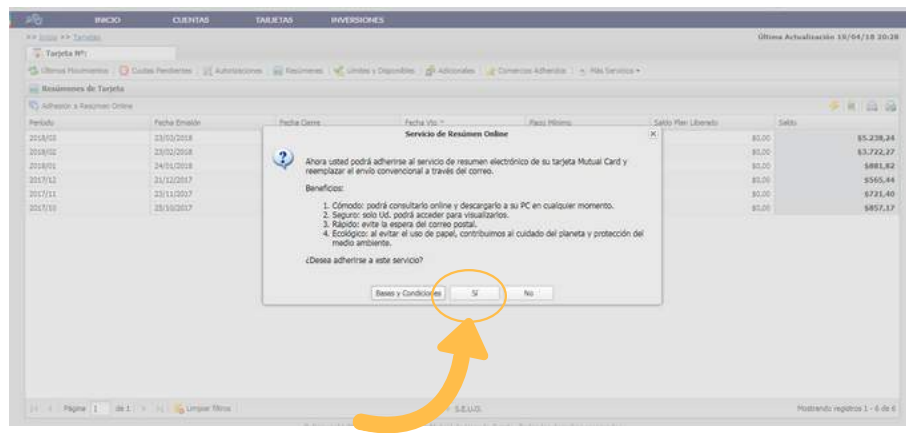 INICIO CUENTAS TARJETAS INVERSIONES
>> Inicio >> Tarjetas Última Actualización 19/04/18 20:28
Tarjeta Nº:
Últimos Movimientos Cuotas Pendientes Autorizaciones Resúmenes Límites y Disponibles Adicionales Comercios Adheridos Más Servicios
Resúmenes de Tarjeta
Adhesión a Resumen Online
Período Fecha Emisión Fecha Cierre Fecha Vto. Pago Mínimo Saldo Plan Liberado Saldo
2018/03 23/03/2018 $0,00 $5.238,24
2018/02 23/02/2018 $0,00 $3.722,27
2018/01 24/01/2018 $0,00 $881,82
2017/12 21/12/2017 $0,00 $565,44
2017/11 23/11/2017 $0,00 $721,40
2017/10 25/10/2017 $0,00 $857,17
Servicio de Resúmen Online
Ahora usted podrá adherirse al servicio de resumen electrónico de su tarjeta Mutual Card y
reemplazar el envío convencional a través del correo.
Beneficios:
1. Cómodo: podrá consultarlo online y descargarlo a su PC en cualquier momento.
2. Seguro: solo Ud. podrá acceder para visualizarlos.
3. Rápido: evite la espera del correo postal.
4. Ecológico: al evitar el uso de papel, contribuimos al cuidado del planeta y protección del
medio ambiente.
¿Desea adherirse a este servicio?
Bases y Condiciones Sí No
Página 1 de 1 Limpiar filtros S.E.U.O. Mostrando registros 1 - 6 de 6